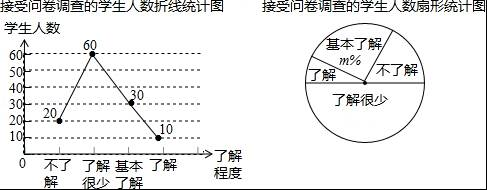 接受问卷调查的学生人数折线统计图
学生人数
60
50
40
30
20
10
0
60
30
20
10
不了解
了解很少
基本了解
了解
了解程度
接受问卷调查的学生人数扇形统计图
基本了解
m%
不了解
了解
了解很少